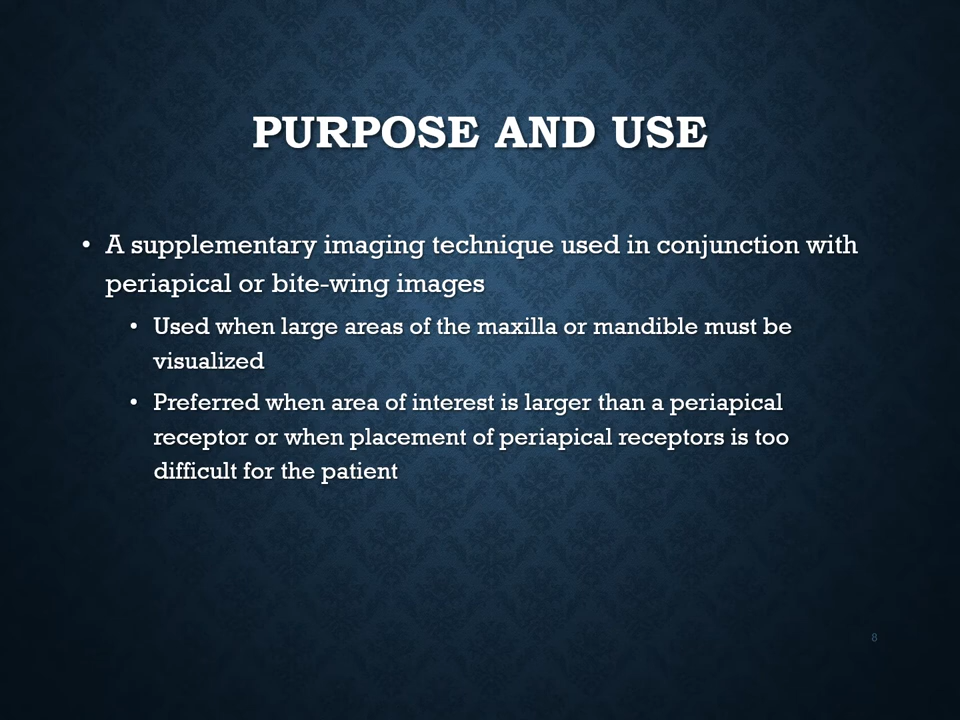 PURPOSE AND USE
• A supplementary imaging technique used in conjunction with
periapical or bite-wing images
• Used when large areas of the maxilla or mandible must be
visualized
• Preferred when area of interest is larger than a periapical
receptor or when placement of periapical receptors is too
difficult for the patient
8